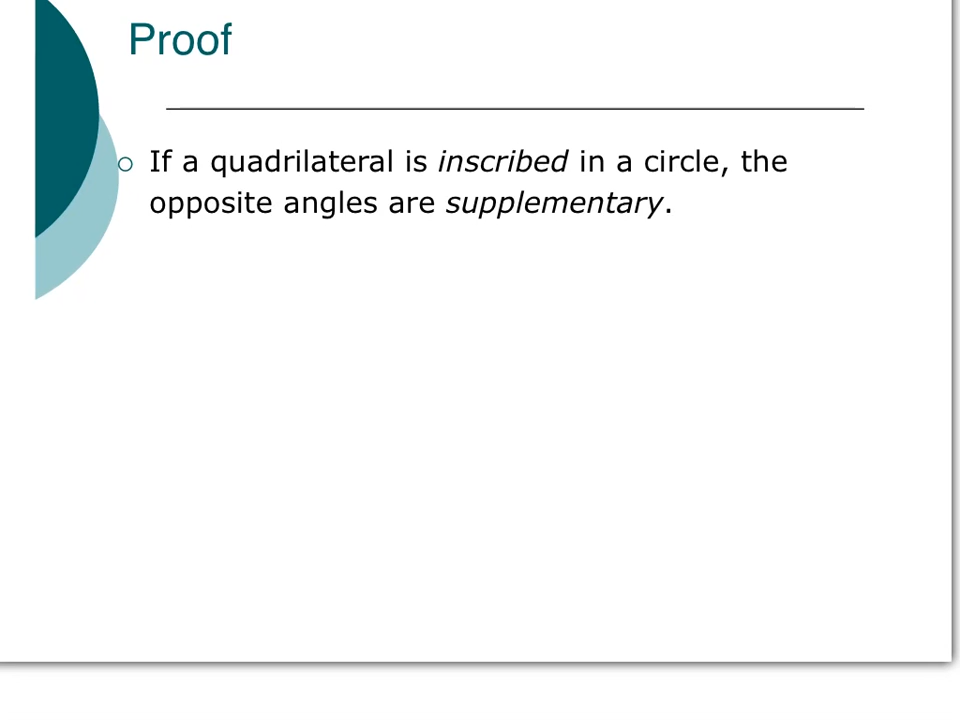 Proof
If a quadrilateral is inscribed in a circle, the
opposite angles are supplementary.